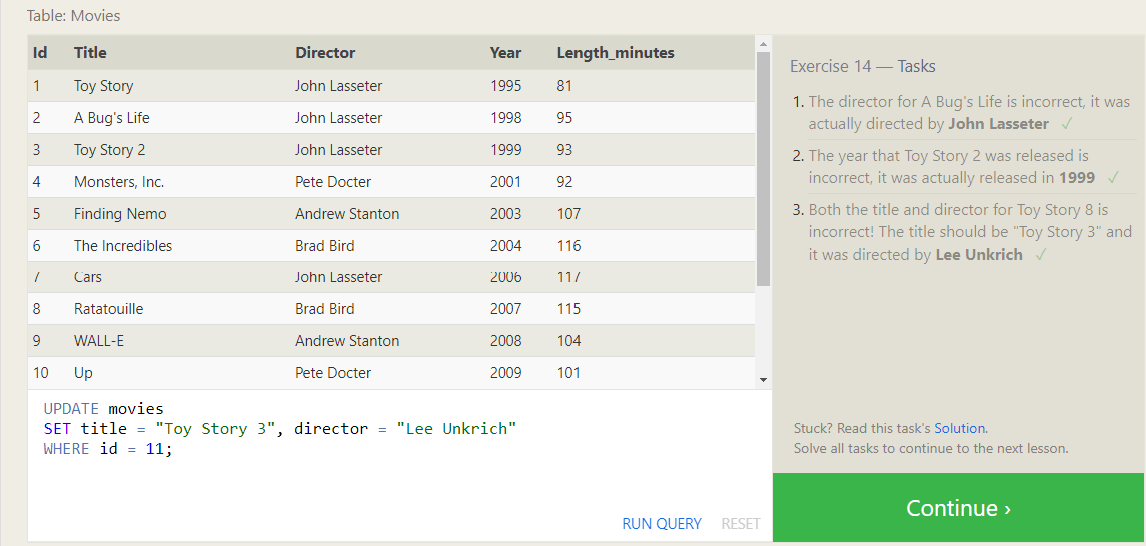 Table: Movies
Id Title Director Year Length_minutes
1 Toy Story John Lasseter 1995 81
2 A Bug's Life John Lasseter 1998 95
3 Toy Story 2 John Lasseter 1999 93
4 Monsters, Inc. Pete Docter 2001 92
5 Finding Nemo Andrew Stanton 2003 107
6 The Incredibles Brad Bird 2004 116
7 Cars John Lasseter 2006 117
8 Ratatouille Brad Bird 2007 115
9 WALL-E Andrew Stanton 2008 104
10 Up Pete Docter 2009 101
UPDATE movies
SET title = "Toy Story 3", director = "Lee Unkrich"
WHERE id = 11;
RUN QUERY RESET
Exercise 14 — Tasks
1. The director for A Bug's Life is incorrect, it was
actually directed by John Lasseter ✓
2. The year that Toy Story 2 was released is
incorrect, it was actually released in 1999 ✓
3. Both the title and director for Toy Story 8 is
incorrect! The title should be "Toy Story 3" and
it was directed by Lee Unkrich ✓
Stuck? Read this task's Solution.
Solve all tasks to continue to the next lesson.
Continue ›